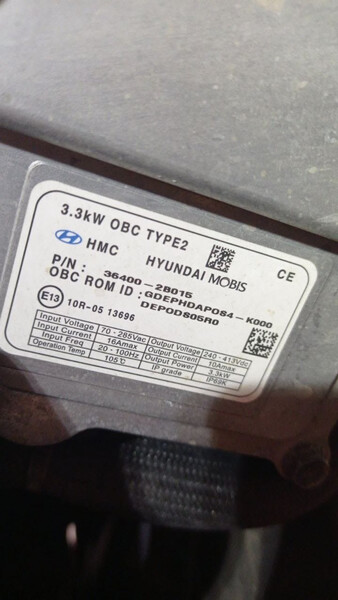 3.3kW OBC TYPE2
CE
HMC HYUNDAI MOBIS
P/N : 36400-2B015
OBC ROM ID : GDEPHDAPOS4-K000
DEPODS05R0
E13 10R-05 13696
Input Voltage 70 - 285Vac Output Voltage 240 - 413Vdc
Input Current 16Amax Output Current 10Amax
Input Freq 20 - 100Hz Output Power 3.3kW
Operation Temp 105℃ IP grade IP69K